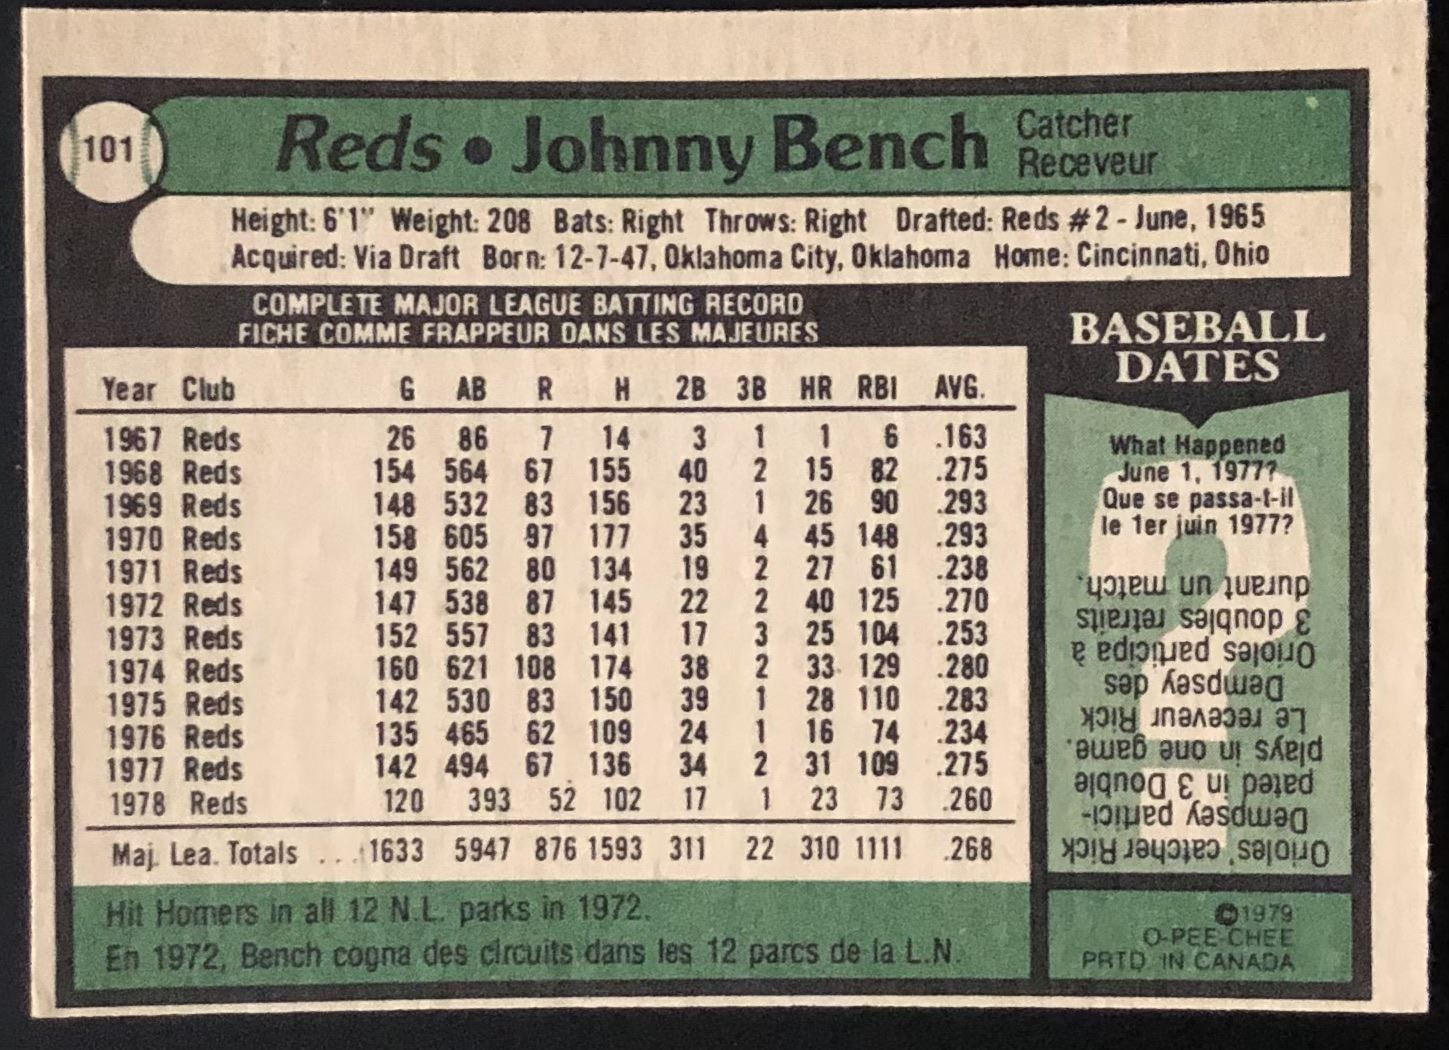 101
Reds • Johnny Bench
Catcher
Receveur
Height: 6'1" Weight: 208 Bats: Right Throws: Right Drafted: Reds #2 - June, 1965
Acquired: Via Draft Born: 12-7-47, Oklahoma City, Oklahoma Home: Cincinnati, Ohio
COMPLETE MAJOR LEAGUE BATTING RECORD
FICHE COMME FRAPPEUR DANS LES MAJEURES
Year Club G AB R H 2B 3B HR RBI AVG.
1967 Reds 26 86 7 14 3 1 1 6 .163
1968 Reds 154 564 67 155 40 2 15 82 .275
1969 Reds 148 532 83 156 23 1 26 90 .293
1970 Reds 158 605 97 177 35 4 45 148 .293
1971 Reds 149 562 80 134 19 2 27 61 .238
1972 Reds 147 538 87 145 22 2 40 125 .270
1973 Reds 152 557 83 141 17 3 25 104 .253
1974 Reds 160 621 108 174 38 2 33 129 .280
1975 Reds 142 530 83 150 39 1 28 110 .283
1976 Reds 135 465 62 109 24 1 16 74 .234
1977 Reds 142 494 67 136 34 2 31 109 .275
1978 Reds 120 393 52 102 17 1 23 73 .260
Maj. Lea. Totals ... 1633 5947 876 1593 311 22 310 1111 .268
Hit Homers in all 12 N.L. parks in 1972.
En 1972, Bench cogna des circuits dans les 12 parcs de la L.N.
BASEBALL
DATES
What Happened
June 1, 1977?
Que se passa-t-il
le 1er juin 1977?
Orioles' catcher Rick
Dempsey partici-
pated in 3 Double
plays in one game.
Le receveur Rick
Dempsey des
Orioles participa à
3 doubles retraits
durant un match.
©1979
O-PEE-CHEE
PRTD. IN CANADA